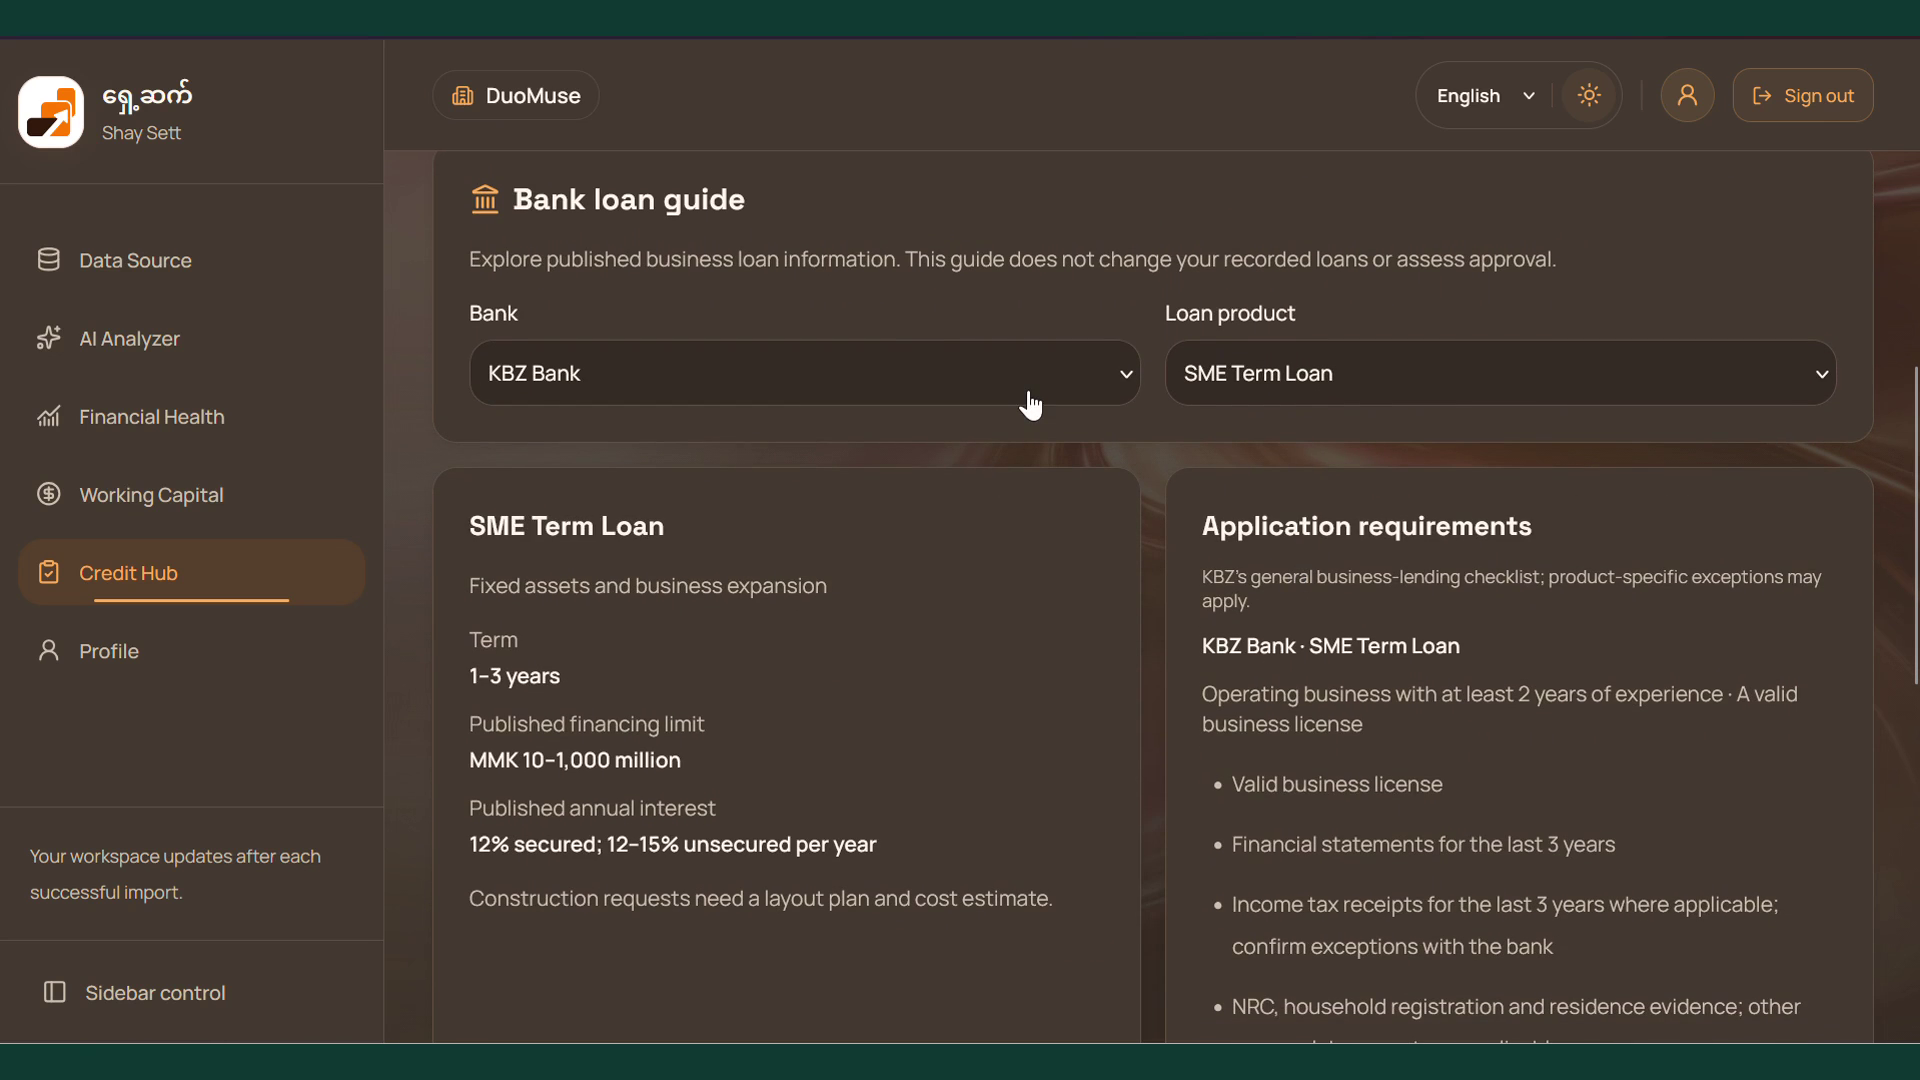 ရှေ့ဆက်
Shay Sett
DuoMuse
English
Sign out
Data Source
AI Analyzer
Financial Health
Working Capital
Credit Hub
Profile
Your workspace updates after each
successful import.
Sidebar control
Bank loan guide
Explore published business loan information. This guide does not change your recorded loans or assess approval.
Bank
KBZ Bank
Loan product
SME Term Loan
SME Term Loan
Fixed assets and business expansion
Term
1–3 years
Published financing limit
MMK 10–1,000 million
Published annual interest
12% secured; 12–15% unsecured per year
Construction requests need a layout plan and cost estimate.
Application requirements
KBZ's general business-lending checklist; product-specific exceptions may
apply.
KBZ Bank · SME Term Loan
Operating business with at least 2 years of experience · A valid
business license
• Valid business license
• Financial statements for the last 3 years
• Income tax receipts for the last 3 years where applicable;
confirm exceptions with the bank
• NRC, household registration and residence evidence; other